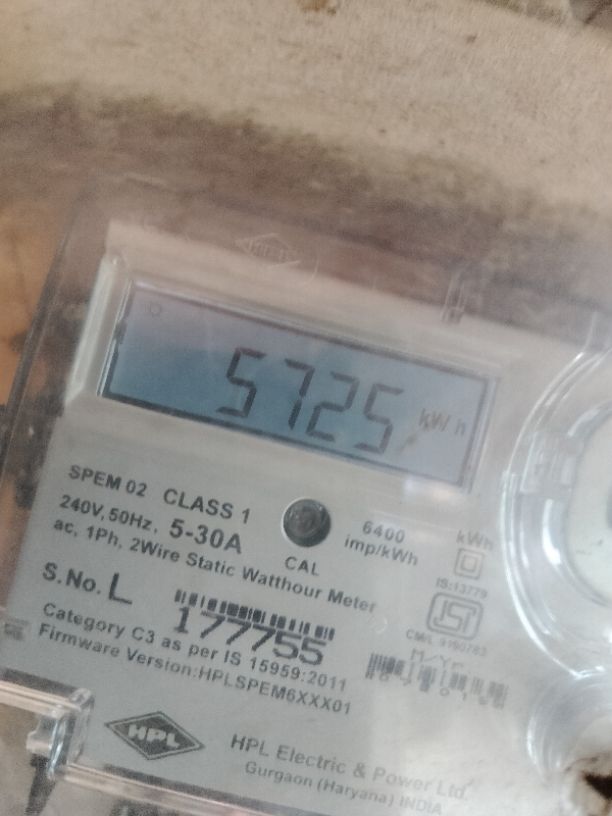 5725 kWh
SPEM 02 CLASS 1
240V, 50Hz, 5-30A
ac, 1Ph, 2Wire Static Watthour Meter
CAL
6400
imp/kWh
kWh
IS:13779
S.No. L 177755
Category C3 as per IS 15959:2011
Firmware Version:HPLSPEM6XXX01
M/Yr
HPL
HPL Electric & Power Ltd.
Gurgaon (Haryana) INDIA